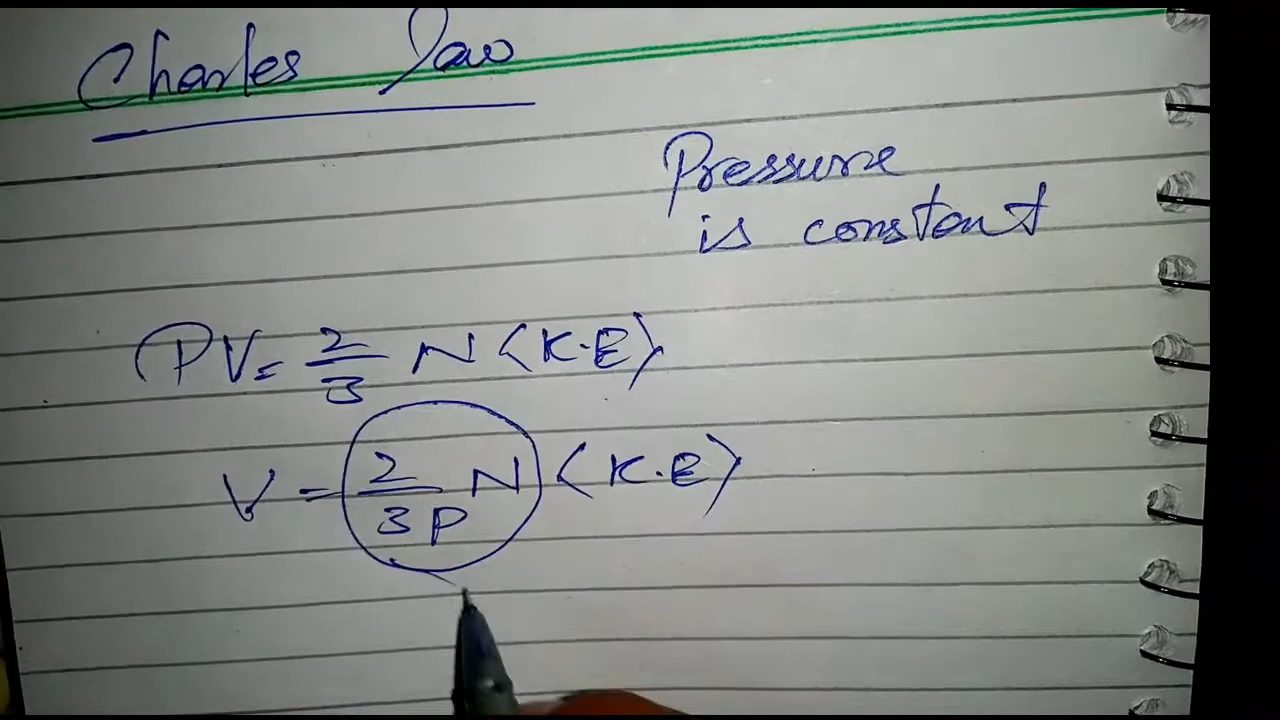 Charles law
Pressure
is constant
PV = 2/3 N <K.E>
V = 2/3P N <K.E>